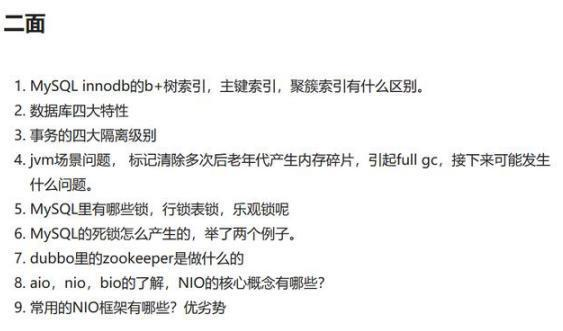 二面
1. MySQL innodb的b+树索引，主键索引，聚簇索引有什么区别。
2. 数据库四大特性
3. 事务的四大隔离级别
4. jvm场景问题， 标记清除多次后老年代产生内存碎片，引起full gc，接下来可能发生
什么问题。
5. MySQL里有哪些锁，行锁表锁，乐观锁呢
6. MySQL的死锁怎么产生的，举了两个例子。
7. dubbo里的zookeeper是做什么的
8. aio，nio，bio的了解，NIO的核心概念有哪些？
9. 常用的NIO框架有哪些？优劣势